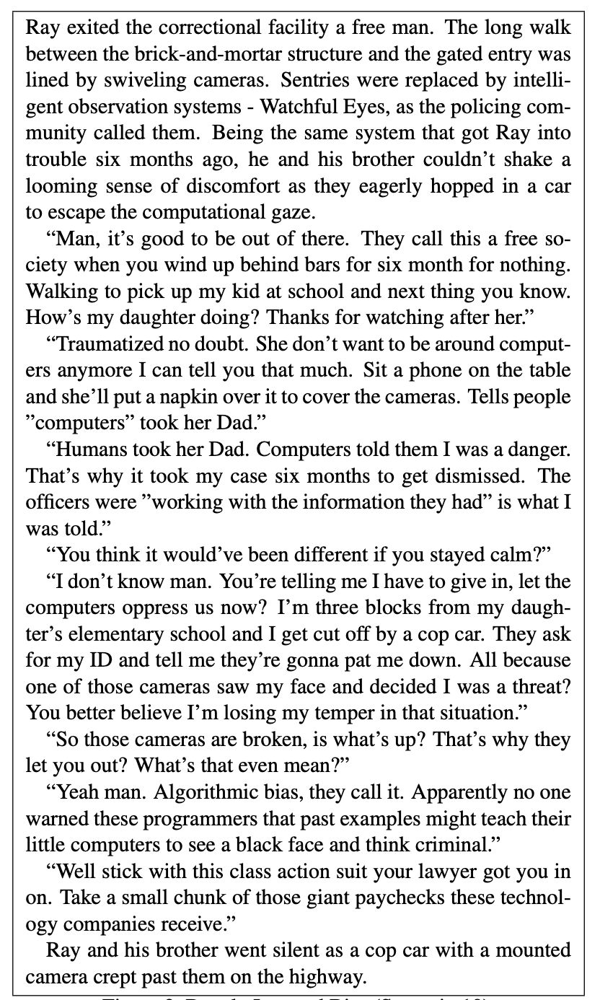 Ray exited the correctional facility a free man. The long walk
between the brick-and-mortar structure and the gated entry was
lined by swiveling cameras. Sentries were replaced by intelli-
gent observation systems - Watchful Eyes, as the policing com-
munity called them. Being the same system that got Ray into
trouble six months ago, he and his brother couldn’t shake a
looming sense of discomfort as they eagerly hopped in a car
to escape the computational gaze.
“Man, it’s good to be out of there. They call this a free so-
ciety when you wind up behind bars for six month for nothing.
Walking to pick up my kid at school and next thing you know.
How’s my daughter doing? Thanks for watching after her.”
“Traumatized no doubt. She don’t want to be around comput-
ers anymore I can tell you that much. Sit a phone on the table
and she’ll put a napkin over it to cover the cameras. Tells people
”computers” took her Dad.”
“Humans took her Dad. Computers told them I was a danger.
That’s why it took my case six months to get dismissed. The
officers were ”working with the information they had” is what I
was told.”
“You think it would’ve been different if you stayed calm?”
“I don’t know man. You’re telling me I have to give in, let the
computers oppress us now? I’m three blocks from my daugh-
ter’s elementary school and I get cut off by a cop car. They ask
for my ID and tell me they’re gonna pat me down. All because
one of those cameras saw my face and decided I was a threat?
You better believe I’m losing my temper in that situation.”
“So those cameras are broken, is what’s up? That’s why they
let you out? What’s that even mean?”
“Yeah man. Algorithmic bias, they call it. Apparently no one
warned these programmers that past examples might teach their
little computers to see a black face and think criminal.”
“Well stick with this class action suit your lawyer got you in
on. Take a small chunk of those giant paychecks these technol-
ogy companies receive.”
Ray and his brother went silent as a cop car with a mounted
camera crept past them on the highway.